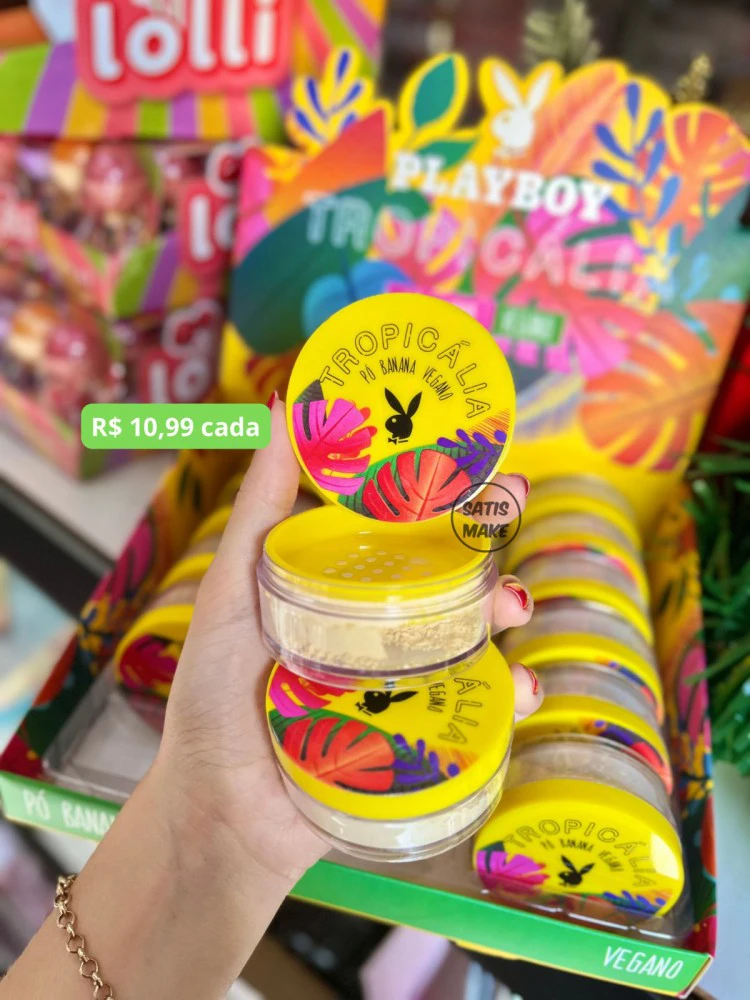 lolli
PLAYBOY
TROPICÁLIA
TROPICÁLIA
PÓ BANANA VEGANO
R$ 10,99 cada
SATIS
MAKE
lolli
TROPICÁLIA
PÓ BANANA VEGANO
PÓ BANANA
VEGANO